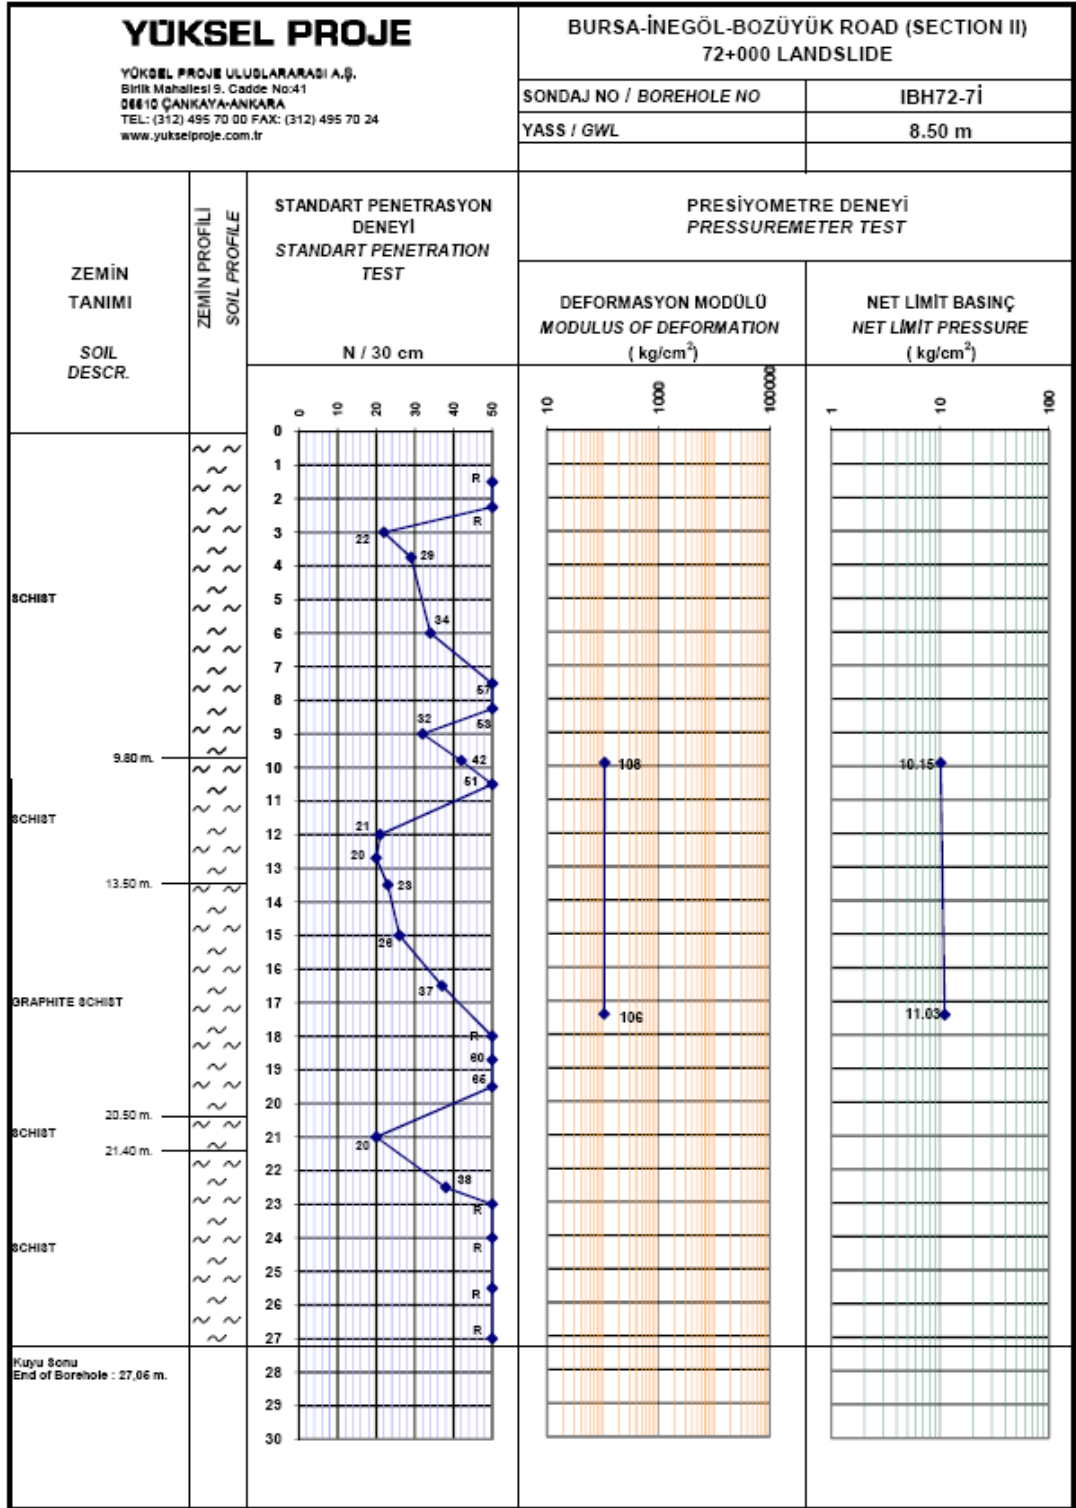 YÜKSEL PROJE
YÜKSEL PROJE ULUSLARARASI A.Ş.
Birlik Mahallesi 9. Cadde No:41
06610 ÇANKAYA-ANKARA
TEL: (312) 495 70 00 FAX: (312) 495 70 24
www.yukselproje.com.tr
BURSA-İNEGÖL-BOZÜYÜK ROAD (SECTION II)
72+000 LANDSLIDE
SONDAJ NO / BOREHOLE NO
IBH72-7İ
YASS / GWL
8.50 m
ZEMİN
TANIMI
SOIL
DESCR.
ZEMİN PROFİLİ
SOIL PROFILE
STANDART PENETRASYON
DENEYİ
STANDART PENETRATION
TEST
N / 30 cm
PRESİYOMETRE DENEYİ
PRESSUREMETER TEST
DEFORMASYON MODÜLÜ
MODULUS OF DEFORMATION
( kg/cm²)
NET LİMİT BASINÇ
NET LİMİT PRESSURE
( kg/cm²)
0 10 20 30 40 50
10 1000 100000
1 10 100
0
1
R
2
R
3
22
29
4
SCHIST
5
34
6
7
57
8
32
53
9
9.80 m.
42
10
108
10.15
51
11
SCHIST
21
12
20
13
13.50 m.
23
14
15
26
16
37
GRAPHITE SCHIST
17
106
11.03
18
R
60
19
65
20
20.50 m.
SCHIST
21
20
21.40 m.
22
38
23
R
24
SCHIST
R
25
R
26
R
27
Kuyu Sonu
End of Borehole : 27,06 m.
28
29
30